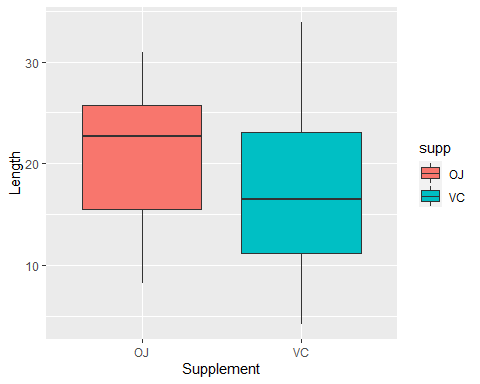 Length
30
20
10
OJ
VC
Supplement
supp
OJ
VC